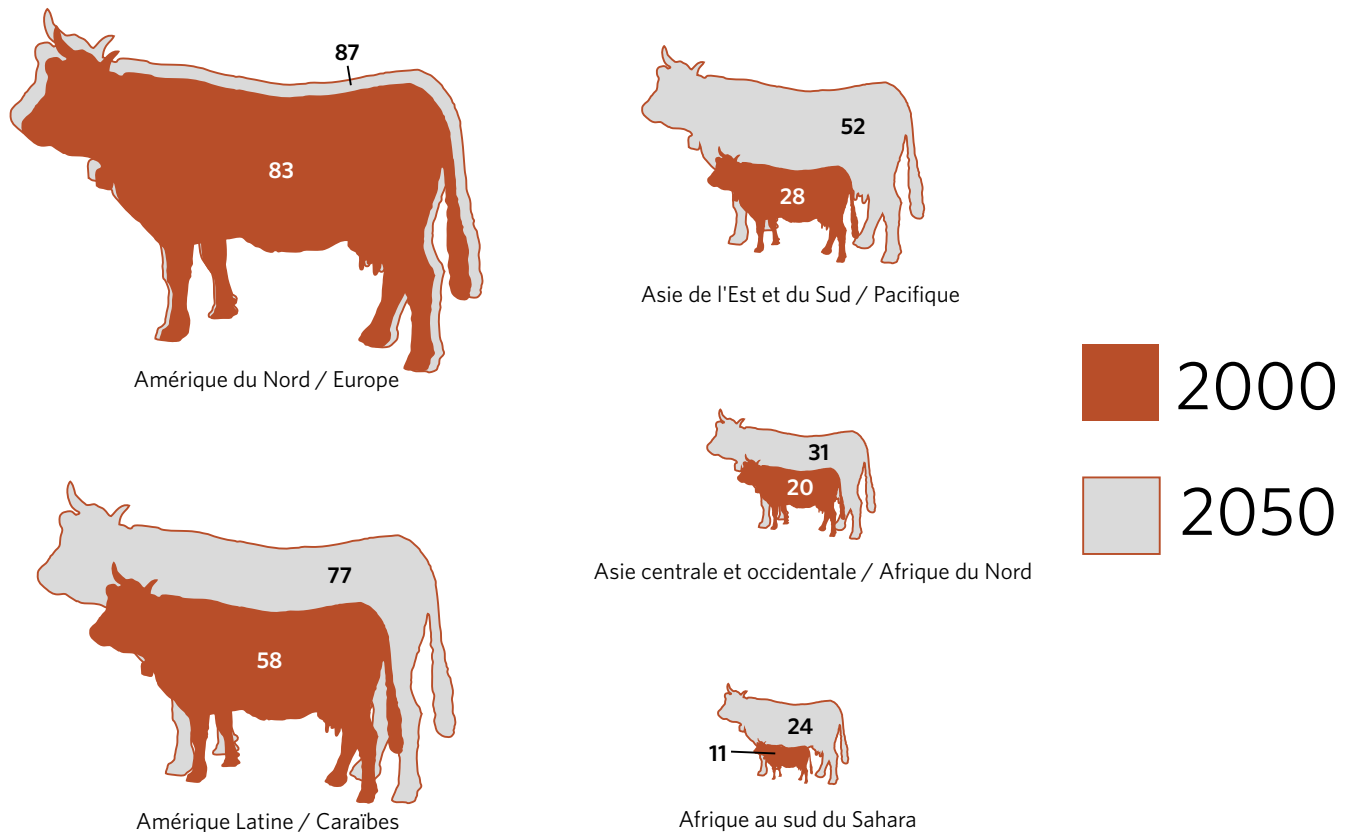 87
83
Amérique du Nord / Europe
52
28
Asie de l'Est et du Sud / Pacifique
2000
2050
31
20
Asie centrale et occidentale / Afrique du Nord
77
58
Amérique Latine / Caraïbes
24
11
Afrique au sud du Sahara